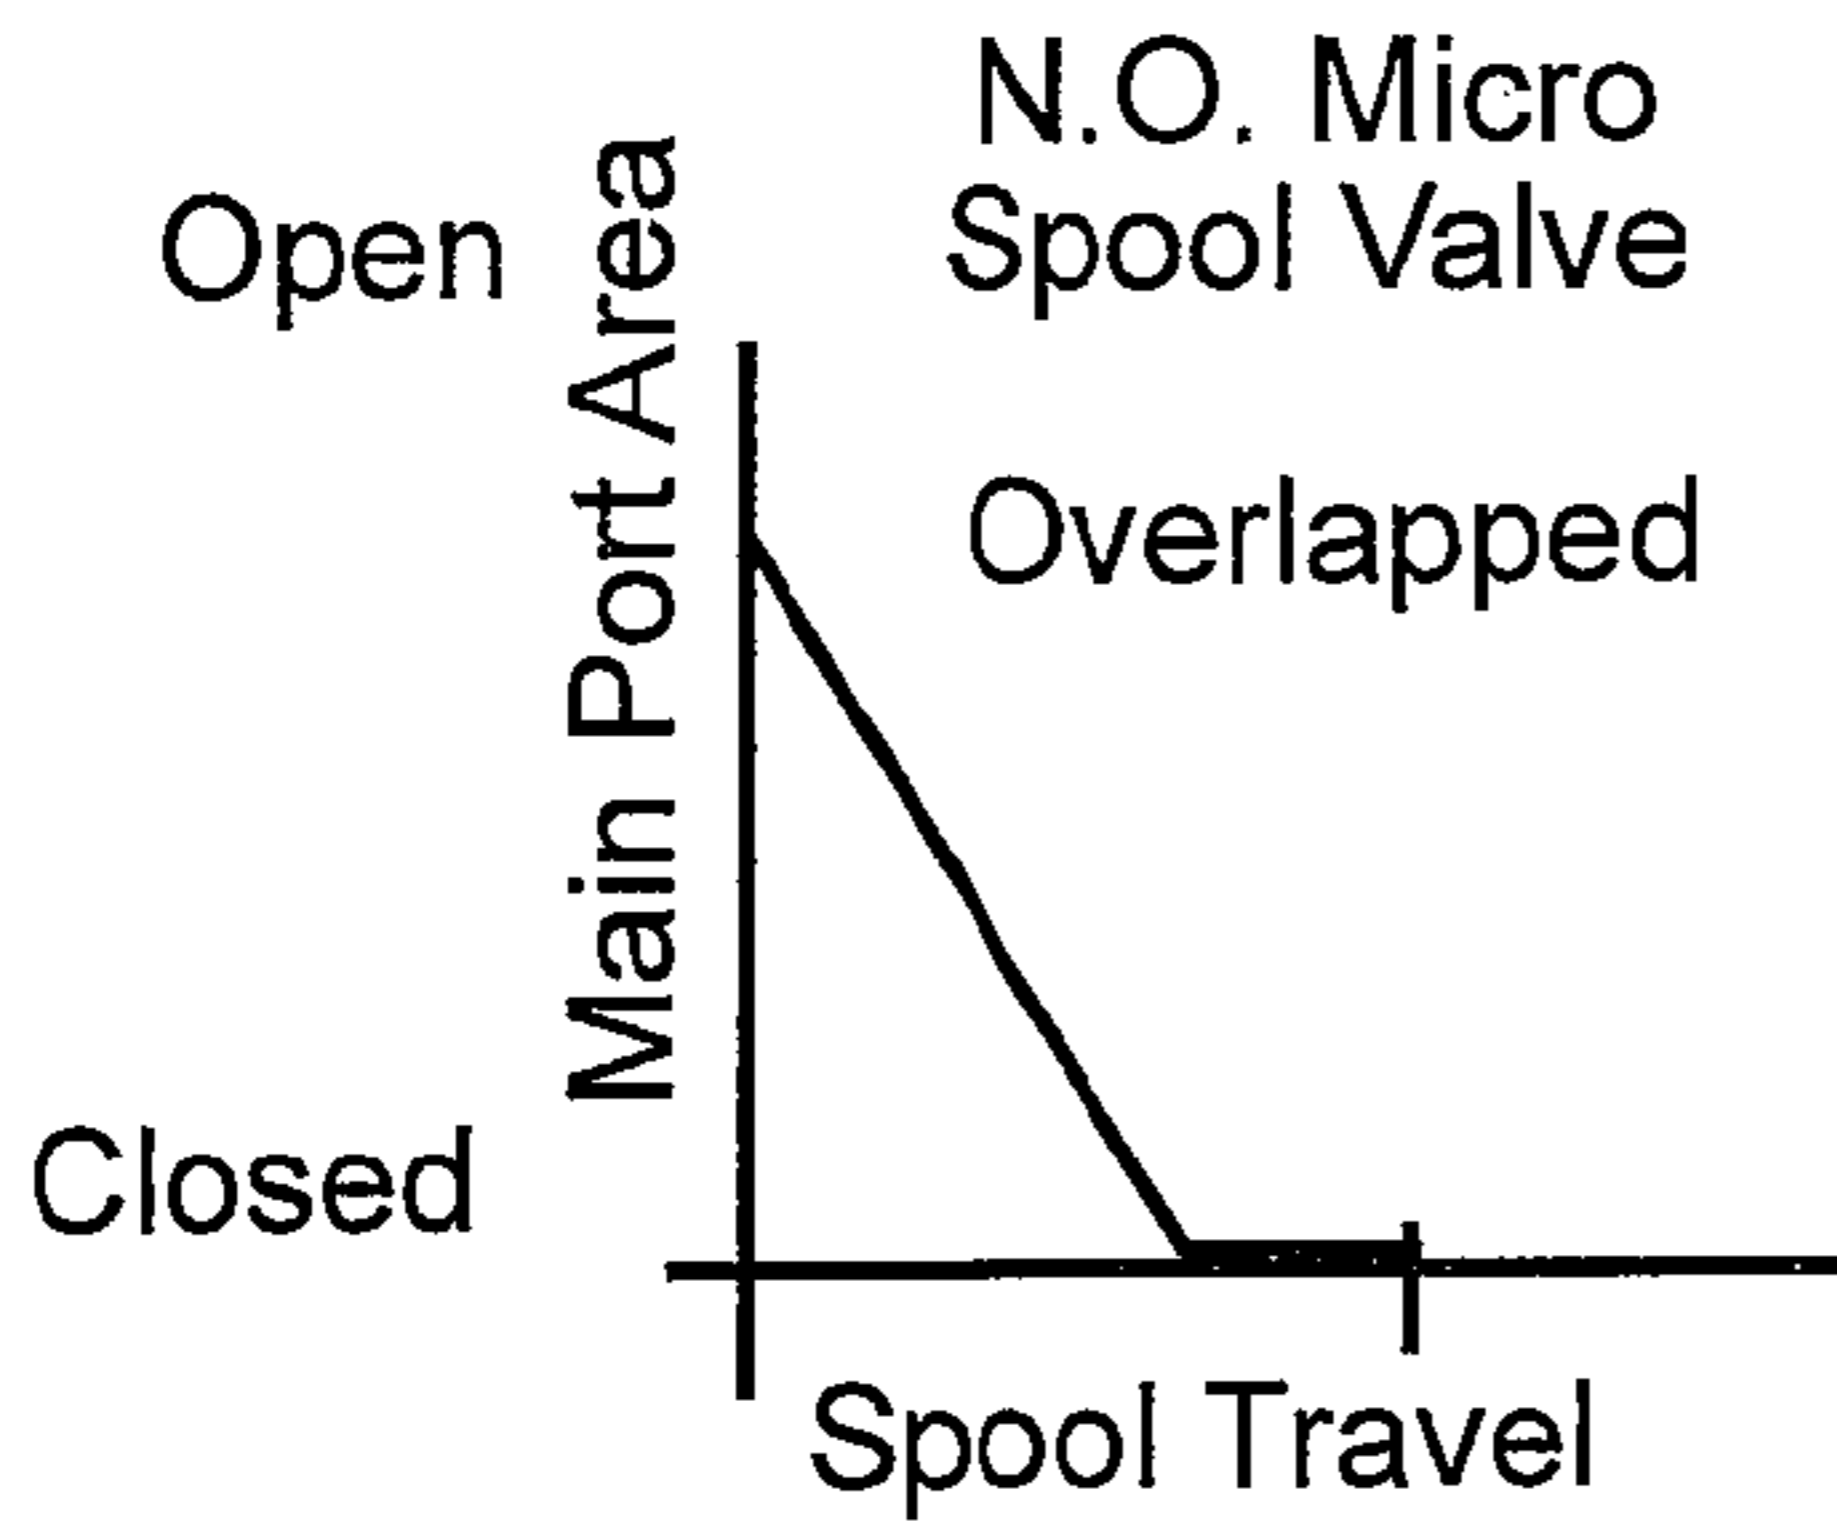 N.O. Micro
Spool Valve
Open
Main Port Area
Overlapped
Closed
Spool Travel